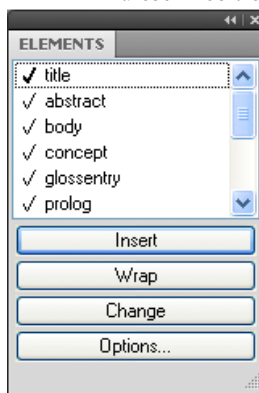 ELEMENTS
title
abstract
body
concept
glossentry
prolog
Insert
Wrap
Change
Options...